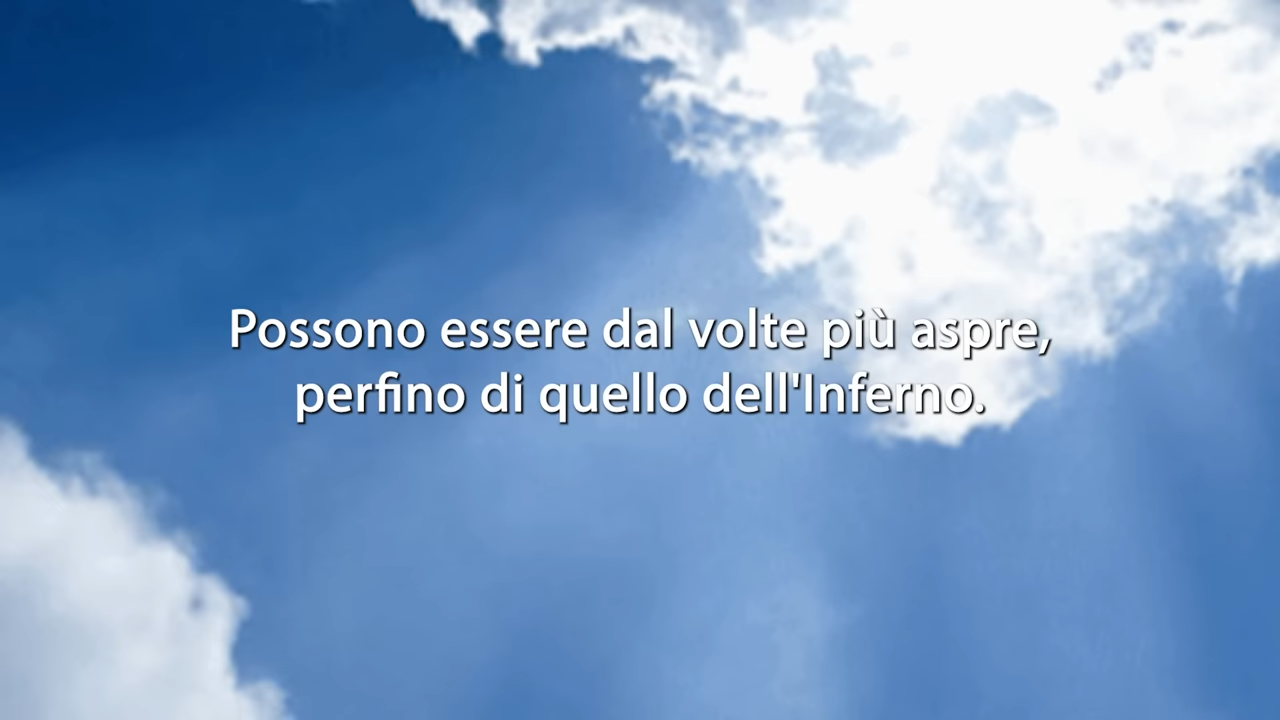 Possono essere dal volte più aspre,
perfino di quello dell'Inferno.